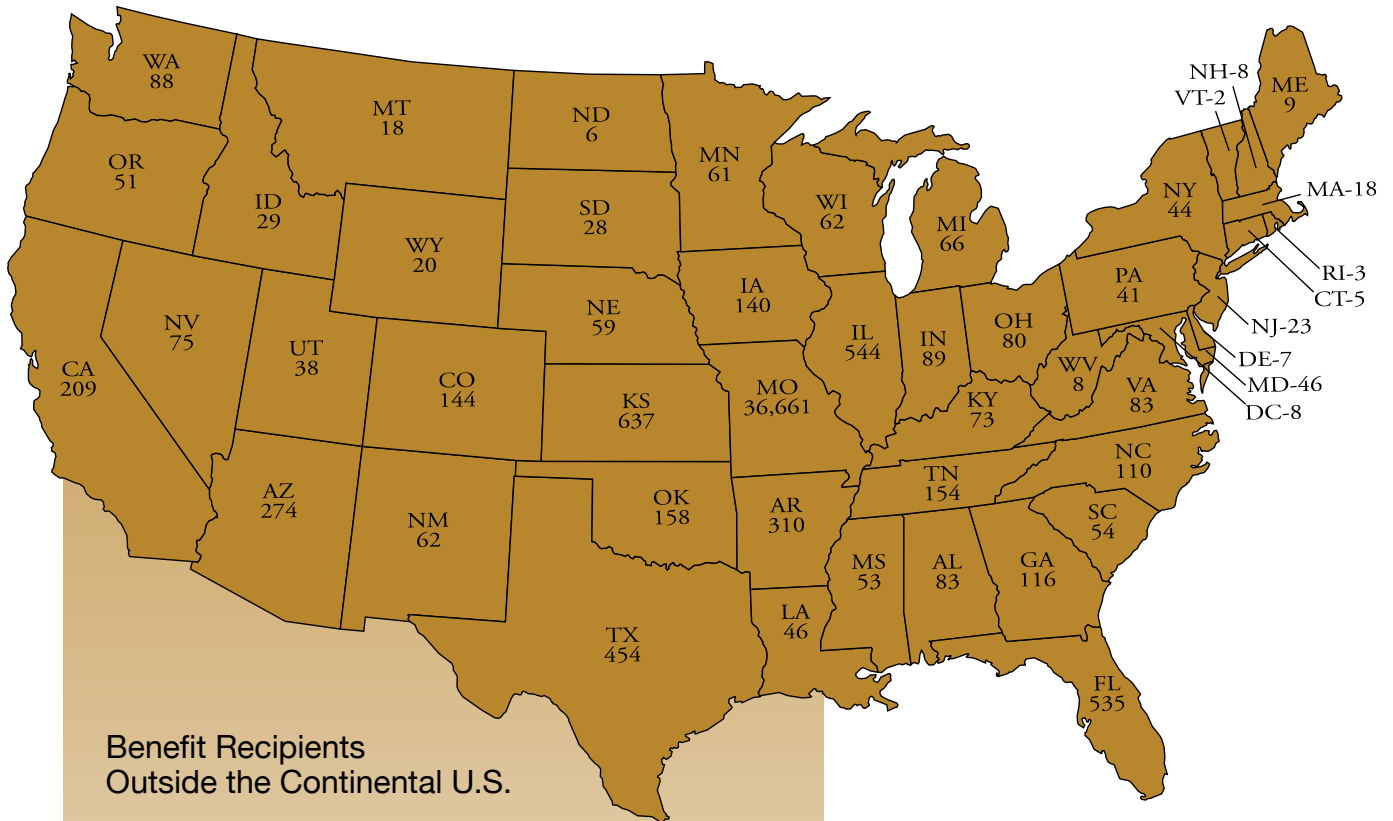 WA
88
MT
18
ND
6
MN
61
OR
51
ID
29
WY
20
SD
28
WI
62
MI
66
NY
44
NH-8
VT-2
ME
9
MA-18
RI-3
CT-5
NJ-23
DE-7
MD-46
DC-8
CA
209
NV
75
UT
38
CO
144
NE
59
IA
140
KS
637
MO
36,661
IL
544
IN
89
OH
80
PA
41
WV
8
VA
83
KY
73
NC
110
TN
154
SC
54
AZ
274
NM
62
OK
158
AR
310
MS
53
AL
83
GA
116
LA
46
TX
454
FL
535
Benefit Recipients
Outside the Continental U.S.